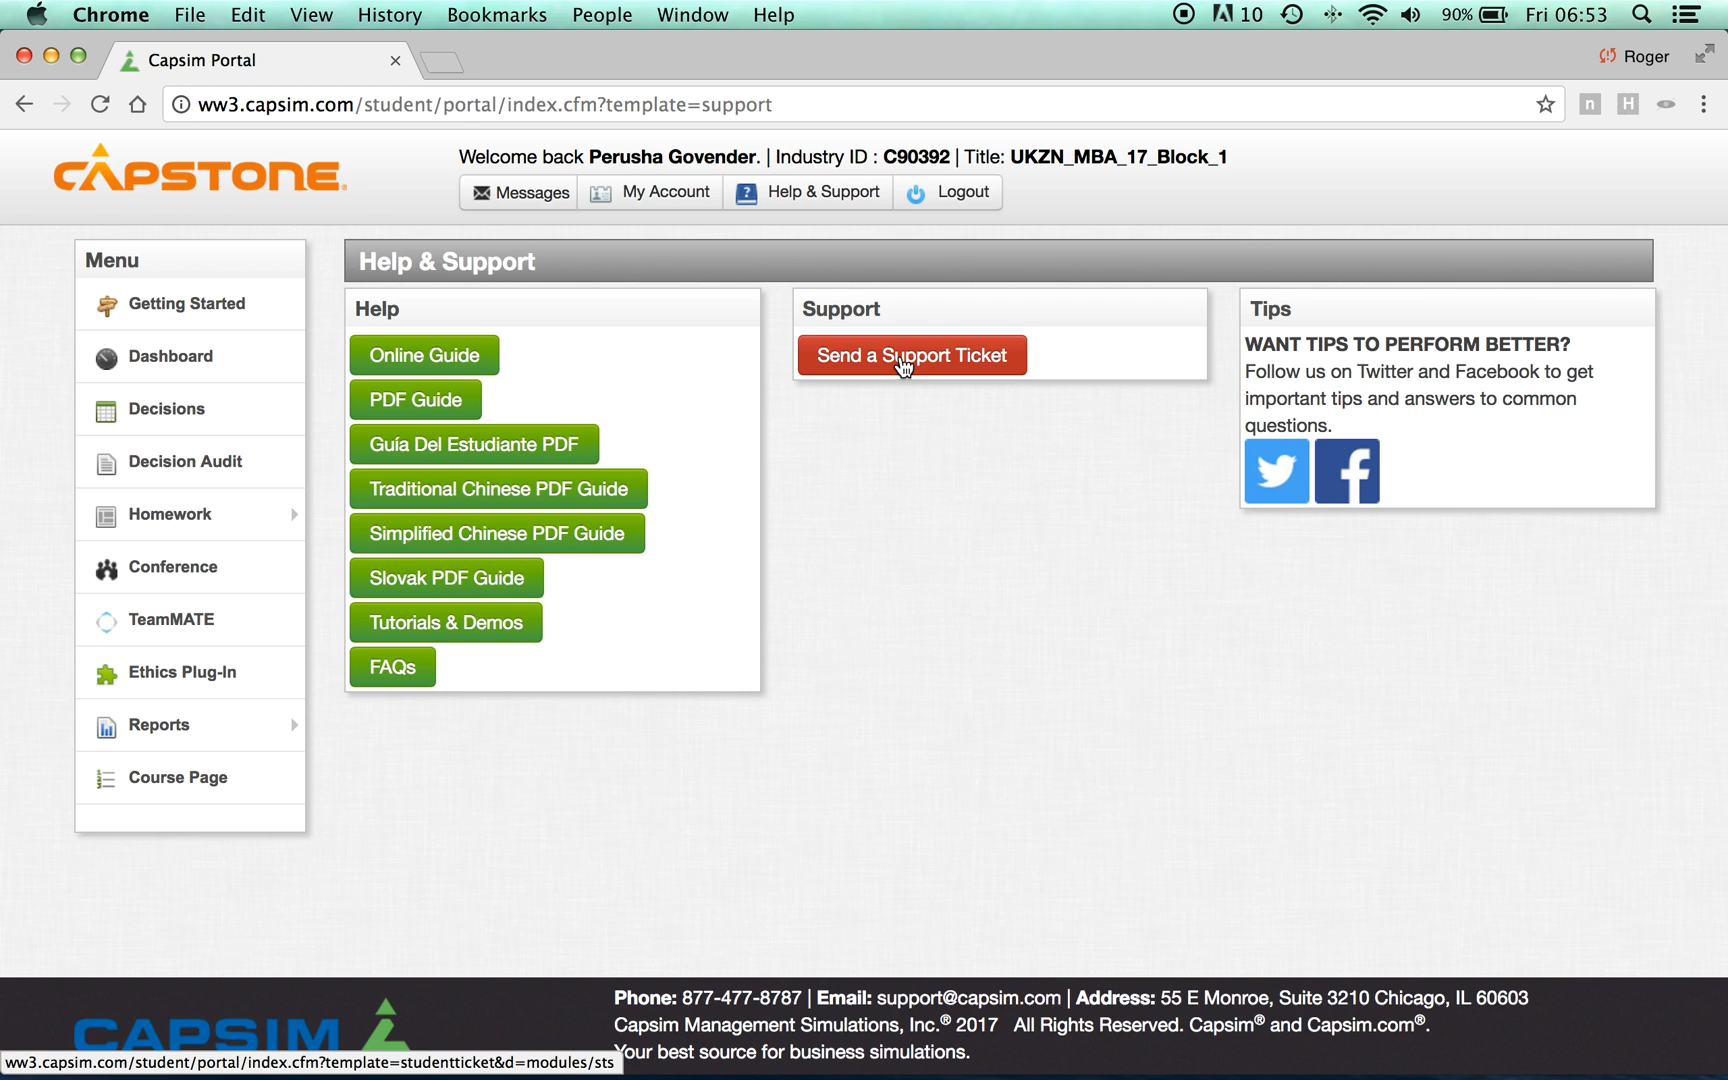 Chrome File Edit View History Bookmarks People Window Help 10 90% Fri 06:53
Capsim Portal Roger
ww3.capsim.com/student/portal/index.cfm?template=support n H
CAPSTONE.
Welcome back Perusha Govender. | Industry ID : C90392 | Title: UKZN_MBA_17_Block_1
Messages My Account Help & Support Logout
Menu
Getting Started
Dashboard
Decisions
Decision Audit
Homework
Conference
TeamMATE
Ethics Plug-In
Reports
Course Page
Help & Support
Help
Online Guide
PDF Guide
Guía Del Estudiante PDF
Traditional Chinese PDF Guide
Simplified Chinese PDF Guide
Slovak PDF Guide
Tutorials & Demos
FAQs
Support
Send a Support Ticket
Tips
WANT TIPS TO PERFORM BETTER?
Follow us on Twitter and Facebook to get
important tips and answers to common
questions.
CAPSIM
Phone: 877-477-8787 | Email: support@capsim.com | Address: 55 E Monroe, Suite 3210 Chicago, IL 60603
Capsim Management Simulations, Inc.® 2017 All Rights Reserved. Capsim® and Capsim.com®.
Your best source for business simulations.
ww3.capsim.com/student/portal/index.cfm?template=studentticket&d=modules/sts